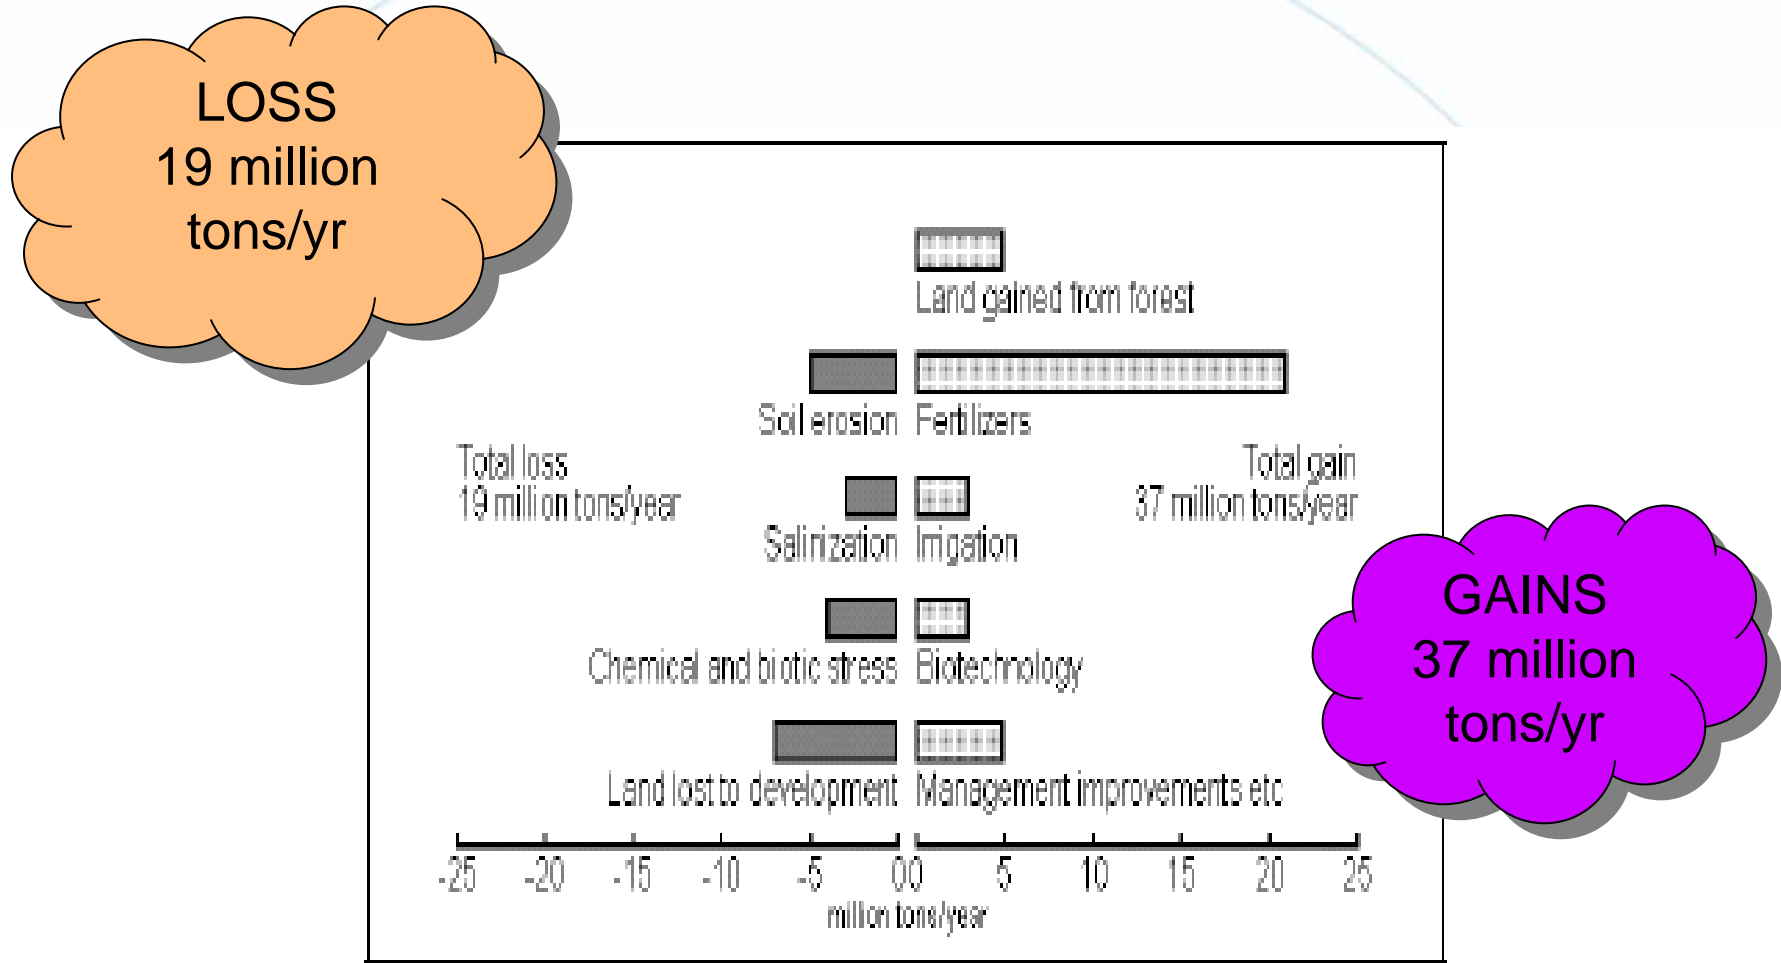 LOSS
19 million
tons/yr
Land gained from forest
Soil erosion Fertilizers
Total loss
19 million tons/year
Total gain
37 million tons/year
Salinization Irrigation
Chemical and biotic stress Biotechnology
Land lost to development Management improvements etc
-25 -20 -15 -10 -5 00 5 10 15 20 25
million tons/year
GAINS
37 million
tons/yr